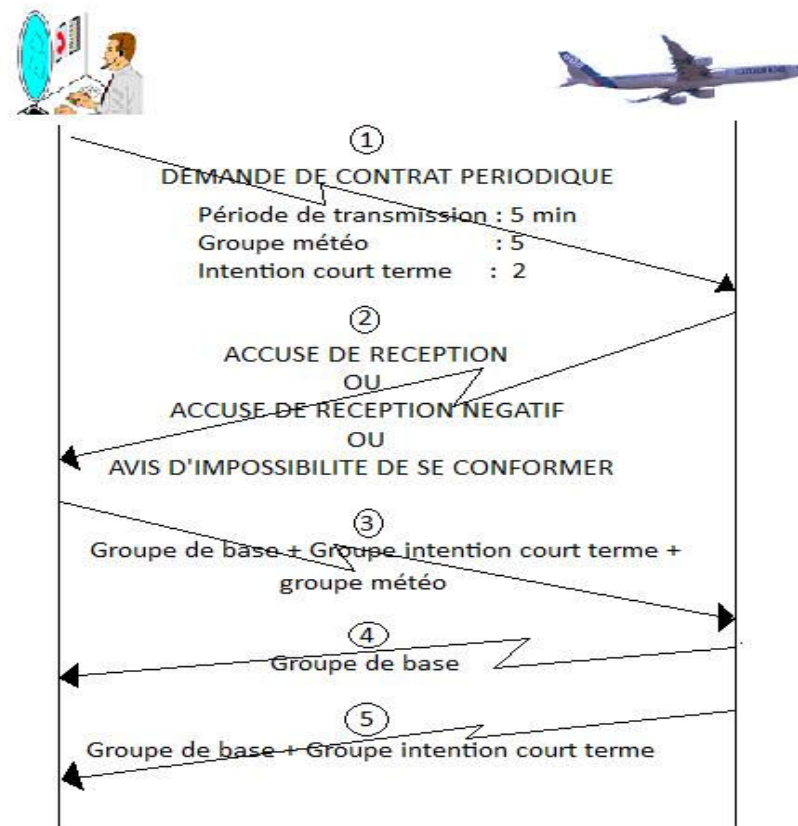 1
DEMANDE DE CONTRAT PERIODIQUE
Période de transmission : 5 min
Groupe météo : 5
Intention court terme : 2
2
ACCUSE DE RECEPTION
OU
ACCUSE DE RECEPTION NEGATIF
OU
AVIS D'IMPOSSIBILITE DE SE CONFORMER
3
Groupe de base + Groupe intention court terme +
groupe météo
4
Groupe de base
5
Groupe de base + Groupe intention court terme